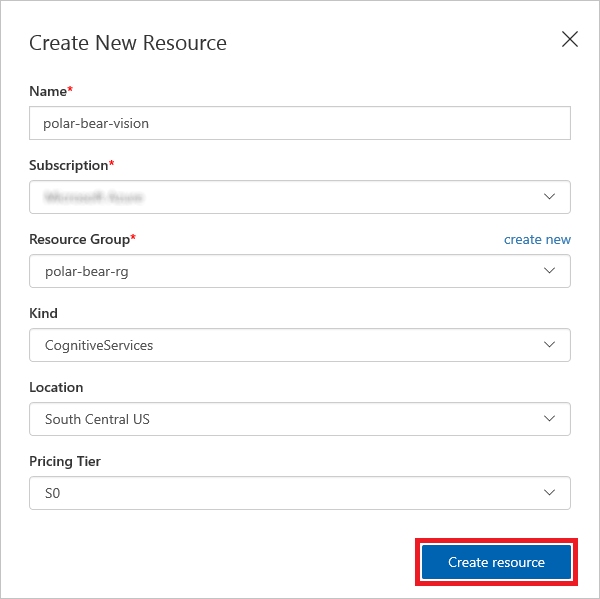 Create New Resource
Name*
polar-bear-vision
Subscription*
Resource Group* create new
polar-bear-rg
Kind
CognitiveServices
Location
South Central US
Pricing Tier
S0
Create resource